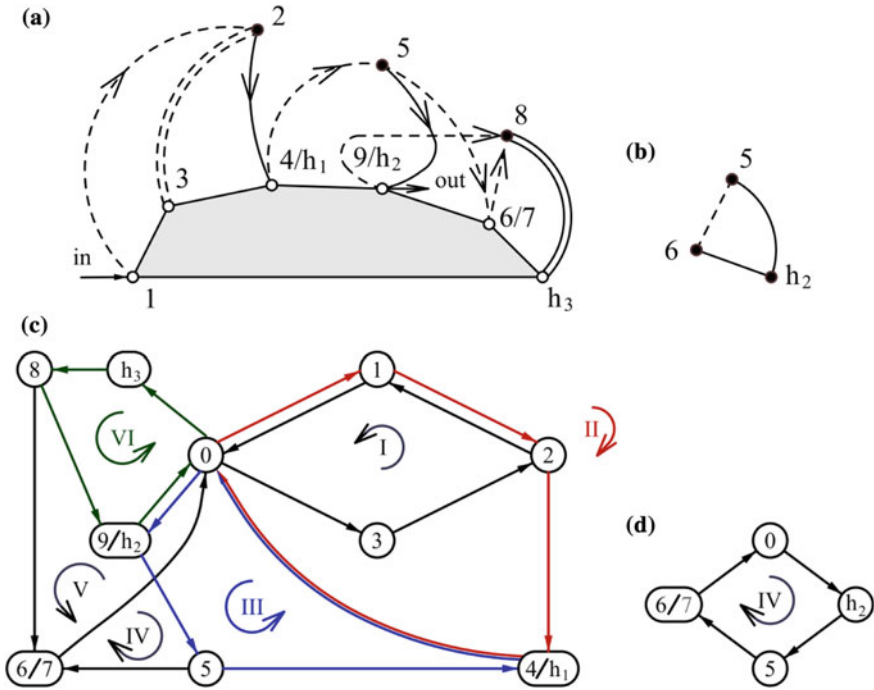 (a)
2
5
8
4/h₁
9/h₂
3
out
6/7
in
1
h₃
(b)
5
6
h₂
(c)
8
h₃
1
II
VI
0
I
2
9/h₂
3
V
IV
III
6/7
5
4/h₁
(d)
0
6/7
IV
h₂
5